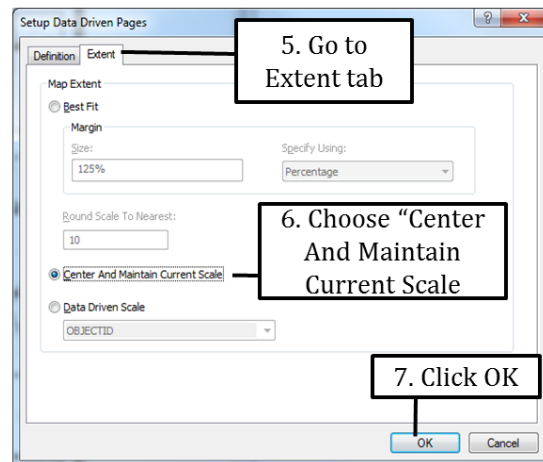 Setup Data Driven Pages
5. Go to
Extent tab
Definition Extent
Map Extent
Best Fit
Margin
Size: Specify Using:
125% Percentage
Round Scale To Nearest:
10
6. Choose “Center
And Maintain
Current Scale
Center And Maintain Current Scale
Data Driven Scale
OBJECTID
7. Click OK
OK Cancel